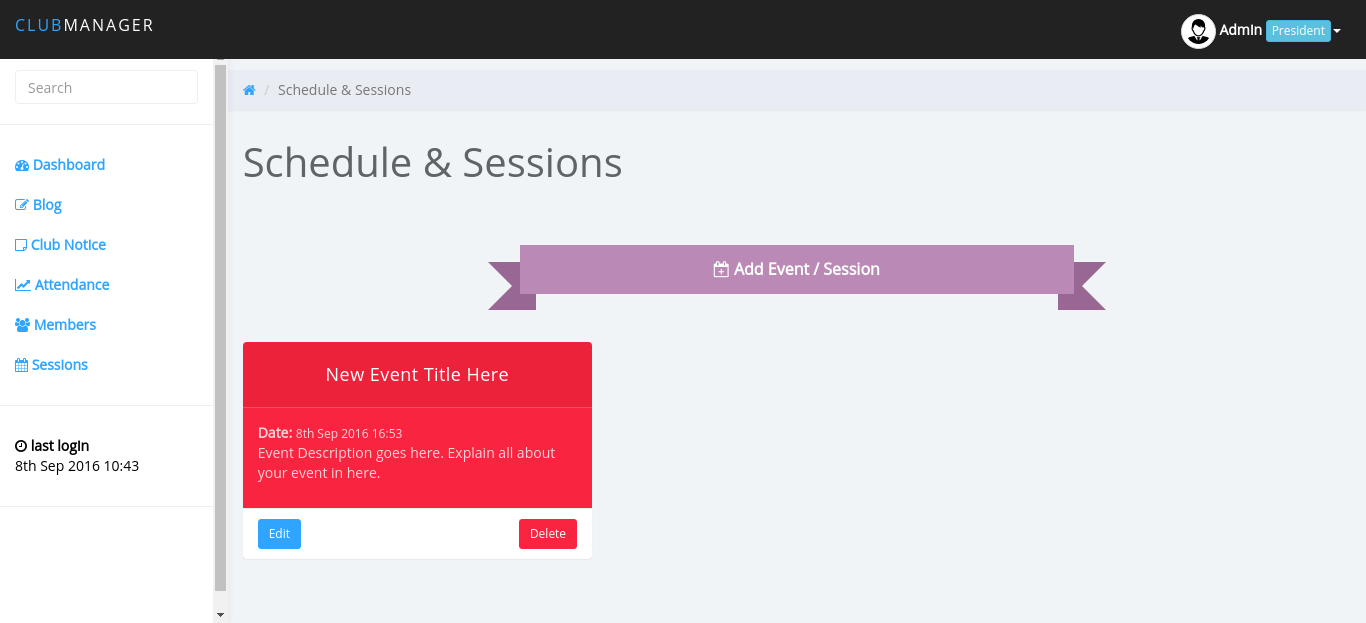 CLUBMANAGER
Admin President
Search
/ Schedule & Sessions
Dashboard
Blog
Club Notice
Attendance
Members
Sessions
last login
8th Sep 2016 10:43
Schedule & Sessions
Add Event / Session
New Event Title Here
Date: 8th Sep 2016 16:53
Event Description goes here. Explain all about
your event in here.
Edit
Delete